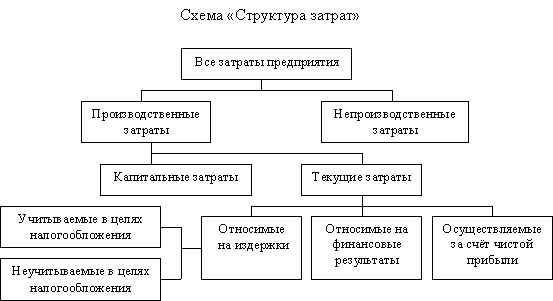 Схема «Структура затрат»
Все затраты предприятия
Производственные
затраты
Непроизводственные
затраты
Капитальные затраты
Текущие затраты
Учитываемые в целях
налогообложения
Относимые
на издержки
Относимые на
финансовые
результаты
Осуществляемые
за счёт чистой
прибыли
Неучитываемые в целях
налогообложения